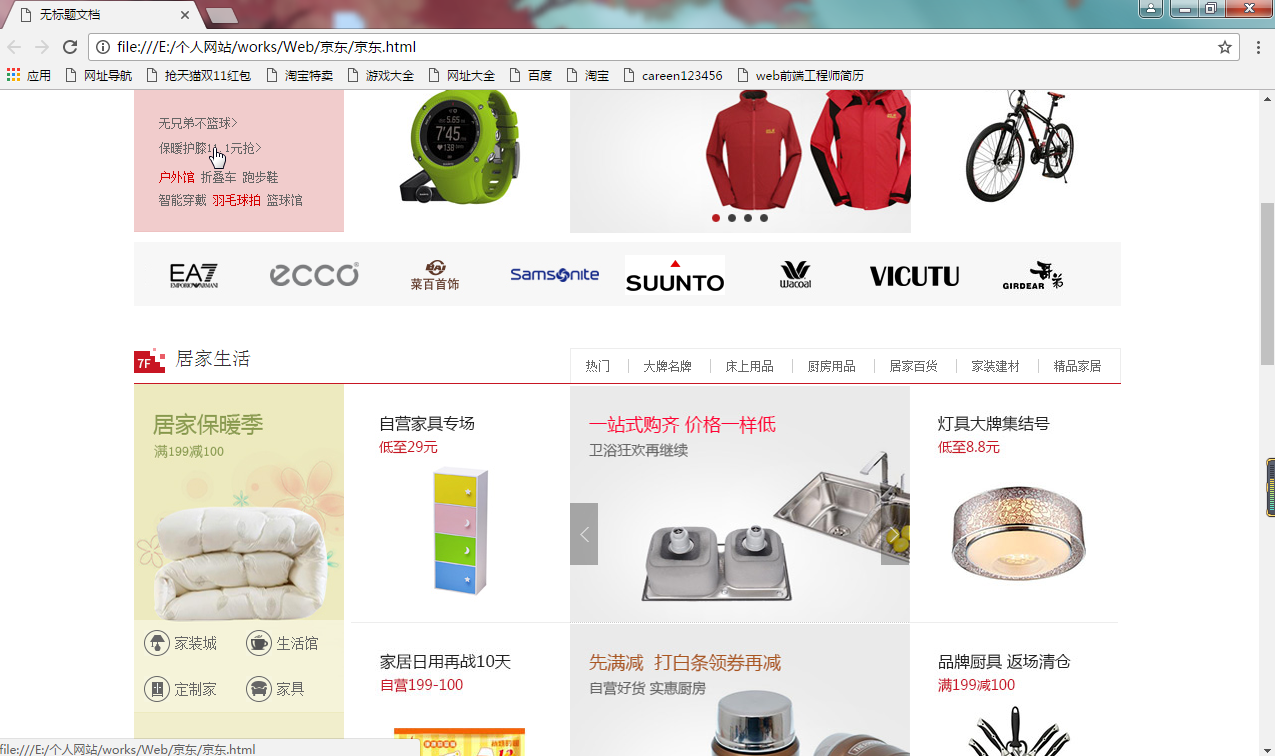 无标题文档
file:///E:/个人网站/works/Web/京东/京东.html
应用 网址导航 抢天猫双11红包 淘宝特卖 游戏大全 网址大全 百度 淘宝 careen123456 web前端工程师简历
无兄弟不篮球>
保暖护膝11.1元抢>
户外馆 折叠车 跑步鞋
智能穿戴 羽毛球拍 篮球馆
7'45
EA7
EMPORIO ARMANI
ecco
菜百首饰
Samsonite
SUUNTO
Wacoal
VICUTU
GIRDEAR 哥弟
7F 居家生活
热门 大牌名牌 床上用品 厨房用品 居家百货 家装建材 精品家居
居家保暖季
满199减100
自营家具专场
低至29元
一站式购齐 价格一样低
卫浴狂欢再继续
灯具大牌集结号
低至8.8元
家装城 生活馆
定制家 家具
家居日用再战10天
自营199-100
先满减 打白条领券再减
自营好货 实惠厨房
品牌厨具 返场清仓
满199减100
file:///E:/个人网站/works/Web/京东/京东.html